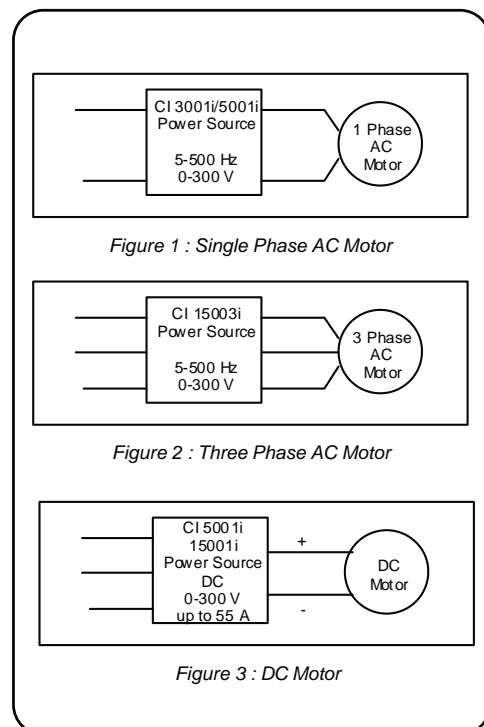 CI 3001i/5001i
Power Source
5-500 Hz
0-300 V
1 Phase
AC
Motor
Figure 1 : Single Phase AC Motor
CI 15003i
Power Source
5-500 Hz
0-300 V
3 Phase
AC
Motor
Figure 2 : Three Phase AC Motor
CI 5001i
15001i
Power Source
DC
0-300 V
up to 55 A
+
-
DC
Motor
Figure 3 : DC Motor